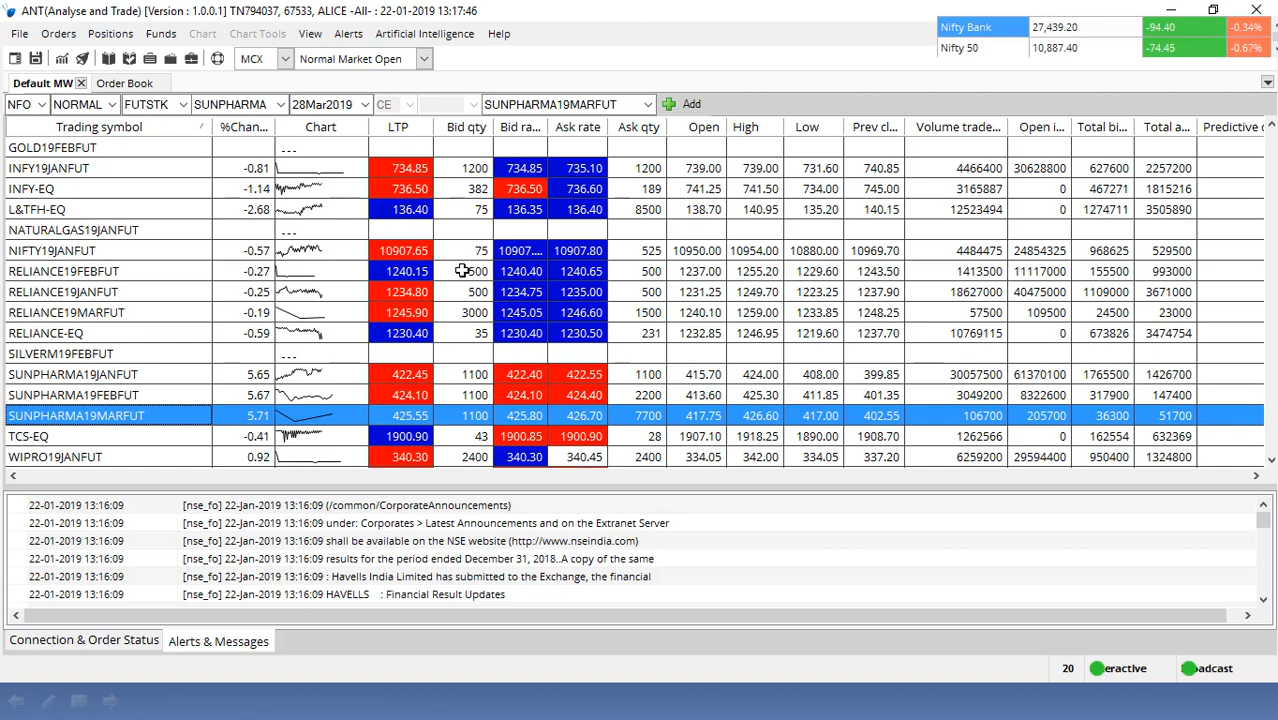 ANT(Analyse and Trade) [Version : 1.0.0.1] TN794037, 67533, ALICE -All- : 22-01-2019 13:17:46
Nifty Bank 27,439.20 -94.40 -0.34%
Nifty 50 10,887.40 -74.45 -0.67%
File Orders Positions Funds Chart Chart Tools View Alerts Artificial Intelligence Help
MCX Normal Market Open
Default MW Order Book
NFO NORMAL FUTSTK SUNPHARMA 28Mar2019 CE SUNPHARMA19MARFUT Add
Trading symbol %Chan... Chart LTP Bid qty Bid ra... Ask rate Ask qty Open High Low Prev cl... Volume trade... Open i... Total bi... Total a... Predictive
GOLD19FEBFUT ---
INFY19JANFUT -0.81 734.85 1200 734.85 735.10 1200 739.00 739.00 731.60 740.85 4466400 30628800 627600 2257200
INFY-EQ -1.14 736.50 382 736.50 736.60 189 741.25 741.50 734.00 745.00 3165887 0 467271 1815216
L&TFH-EQ -2.68 136.40 75 136.35 136.40 8500 138.70 140.95 135.20 140.15 12523494 0 1274711 3505890
NATURALGAS19JANFUT ---
NIFTY19JANFUT -0.57 10907.65 75 10907.... 10907.80 525 10950.00 10954.00 10880.00 10969.70 4484475 24854325 951675 529500
RELIANCE19FEBFUT -0.27 1240.15 500 1240.40 1240.65 500 1237.00 1255.20 1229.60 1243.50 1413500 11117000 155500 993000
RELIANCE19JANFUT -0.25 1234.80 500 1234.75 1235.00 500 1231.25 1249.70 1223.25 1237.90 18627000 40475000 1180000 3671000
RELIANCE19MARFUT -0.19 1245.90 3000 1245.05 1246.60 1500 1240.10 1259.00 1233.85 1248.25 57500 109500 24500 23000
RELIANCE-EQ -0.59 1230.40 35 1230.40 1230.50 231 1232.85 1246.95 1219.60 1237.70 10769115 0 673826 3474754
SILVERM19FEBFUT ---
SUNPHARMA19JANFUT 5.65 422.45 1100 422.40 422.55 1100 415.70 424.00 408.00 399.85 30097100 61370100 1762500 1426700
SUNPHARMA19FEBFUT 5.67 424.10 1100 424.10 424.40 2200 413.60 425.30 411.85 401.35 3049200 8322600 317900 147400
SUNPHARMA19MARFUT 5.71 425.55 1100 425.80 426.70 7700 417.75 426.60 417.00 402.55 106700 205700 36300 51700
TCS-EQ -0.41 1900.90 43 1900.85 1900.90 28 1907.10 1918.25 1890.00 1908.70 1262566 0 162554 632369
WIPRO19JANFUT 0.92 340.30 2400 340.30 340.45 2400 334.05 342.00 334.05 337.20 6259200 29594400 950400 1324800
22-01-2019 13:16:09 [nse_fo] 22-Jan-2019 13:16:09 (/common/CorporateAnnouncements)
22-01-2019 13:16:09 [nse_fo] 22-Jan-2019 13:16:09 under: Corporates > Latest Announcements and on the Extranet Server
22-01-2019 13:16:09 [nse_fo] 22-Jan-2019 13:16:09 shall be available on the NSE website (http://www.nseindia.com)
22-01-2019 13:16:09 [nse_fo] 22-Jan-2019 13:16:09 results for the period ended December 31, 2018..A copy of the same
22-01-2019 13:16:09 [nse_fo] 22-Jan-2019 13:16:09 : Havells India Limited has submitted to the Exchange, the financial
22-01-2019 13:16:09 [nse_fo] 22-Jan-2019 13:16:09 HAVELLS : Financial Result Updates
Connection & Order Status Alerts & Messages
20 eractive adcast